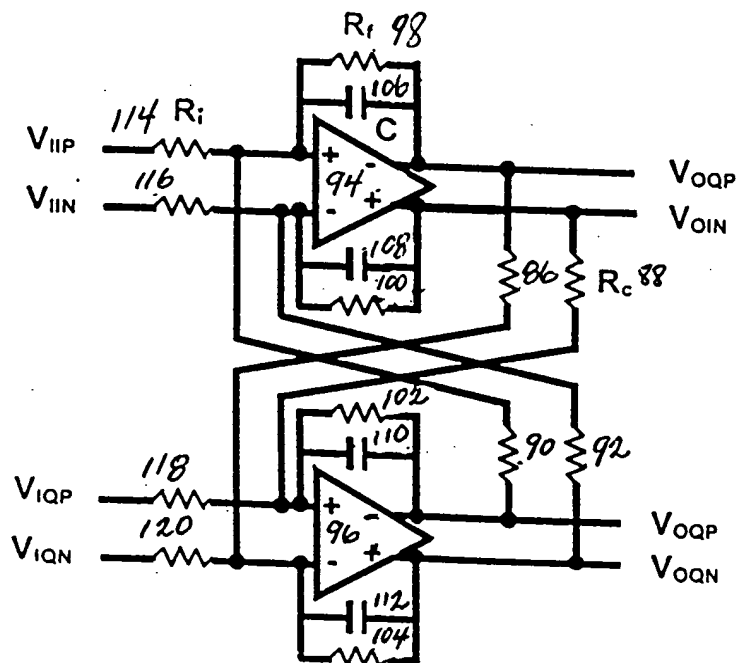 Rf 98
106
C
VIIP 114 Ri
+ - VOQP
94
VIIN 116
- + VOIN
108
100
86 Rc 88
102
110
90 92
VIQP 118
+ - VOQP
96
VIQN 120
- + VOQN
112
104